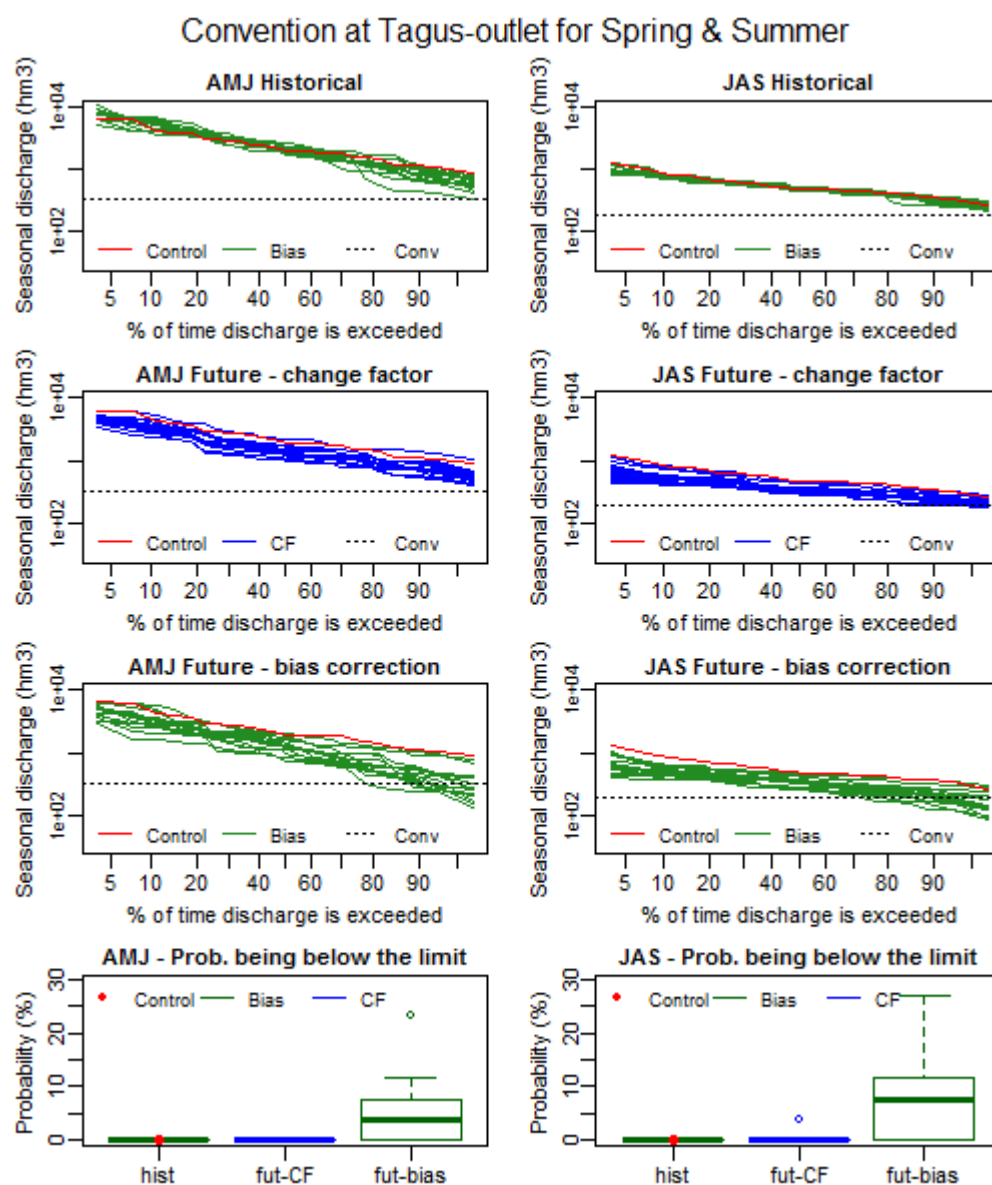 Convention at Tagus-outlet for Spring & Summer
AMJ Historical
Seasonal discharge (hm3)
1e+04
1e+02
Control
Bias
Conv
5 10 20 40 60 80 90
% of time discharge is exceeded
JAS Historical
Seasonal discharge (hm3)
1e+04
1e+02
Control
Bias
Conv
5 10 20 40 60 80 90
% of time discharge is exceeded
AMJ Future - change factor
Seasonal discharge (hm3)
1e+04
1e+02
Control
CF
Conv
5 10 20 40 60 80 90
% of time discharge is exceeded
JAS Future - change factor
Seasonal discharge (hm3)
1e+04
1e+02
Control
CF
Conv
5 10 20 40 60 80 90
% of time discharge is exceeded
AMJ Future - bias correction
Seasonal discharge (hm3)
1e+04
1e+02
Control
Bias
Conv
5 10 20 40 60 80 90
% of time discharge is exceeded
JAS Future - bias correction
Seasonal discharge (hm3)
1e+04
1e+02
Control
Bias
Conv
5 10 20 40 60 80 90
% of time discharge is exceeded
AMJ - Prob. being below the limit
Probability (%)
30
20
10
0
Control
Bias
CF
hist fut-CF fut-bias
JAS - Prob. being below the limit
Probability (%)
30
20
10
0
Control
Bias
CF
hist fut-CF fut-bias